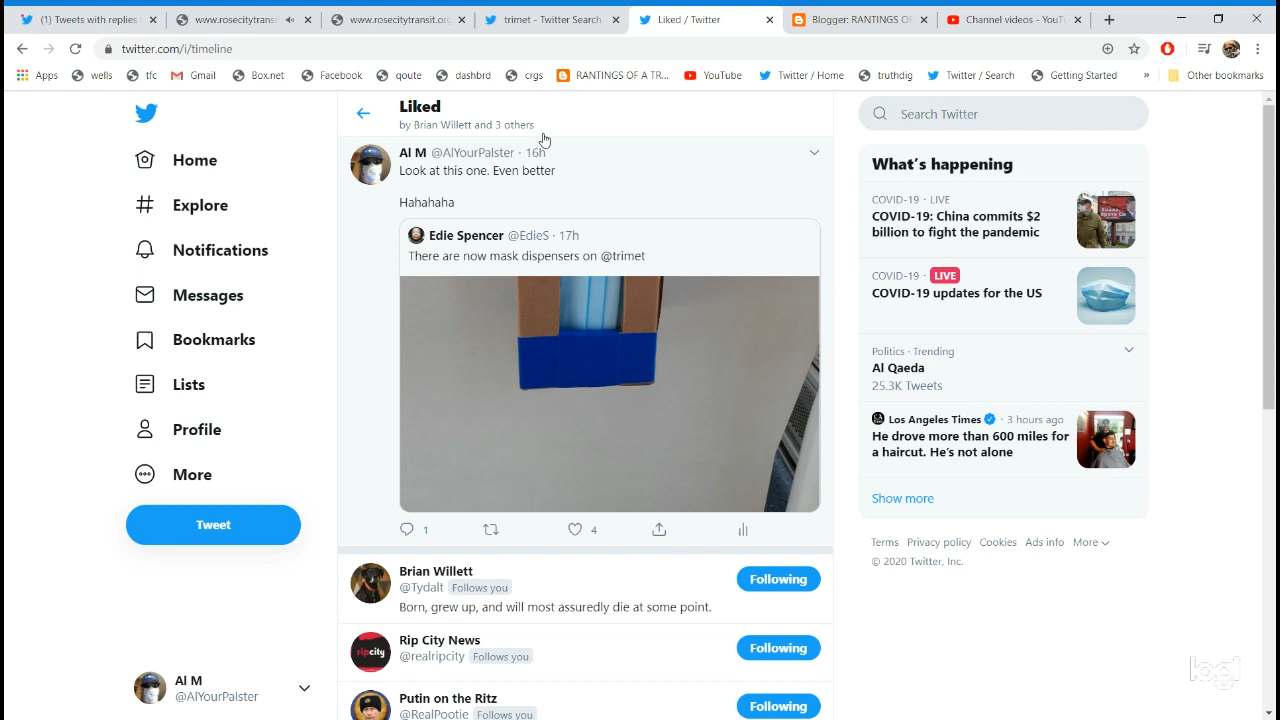 (1) Tweets with replies
www.rosecitytransit
www.rosecitytransit.or
trimet - Twitter Search
Liked / Twitter
Blogger: RANTINGS OF
Channel videos - YouT
twitter.com/i/timeline
Apps
wells
tfc
Gmail
Box.net
Facebook
qoute
dashbrd
crgs
RANTINGS OF A TR...
YouTube
Twitter / Home
truthdig
Twitter / Search
Getting Started
»
Other bookmarks
Home
Explore
Notifications
Messages
Bookmarks
Lists
Profile
More
Tweet
Al M
@AlYourPalster
Liked
by Brian Willett and 3 others
Al M @AlYourPalster · 16h
Look at this one. Even better
Hahahaha
Edie Spencer @EdieS · 17h
There are now mask dispensers on @trimet
1
4
Brian Willett
@Tydalt Follows you
Following
Born, grew up, and will most assuredly die at some point.
ripcity
Rip City News
@realripcity Follows you
Following
Putin on the Ritz
@RealPootie Follows you
Following
Search Twitter
What's happening
COVID-19 · LIVE
COVID-19: China commits $2
billion to fight the pandemic
COVID-19 · LIVE
COVID-19 updates for the US
Politics · Trending
Al Qaeda
25.3K Tweets
Los Angeles Times · 3 hours ago
He drove more than 600 miles for
a haircut. He's not alone
Show more
Terms Privacy policy Cookies Ads info More
© 2020 Twitter, Inc.
logi